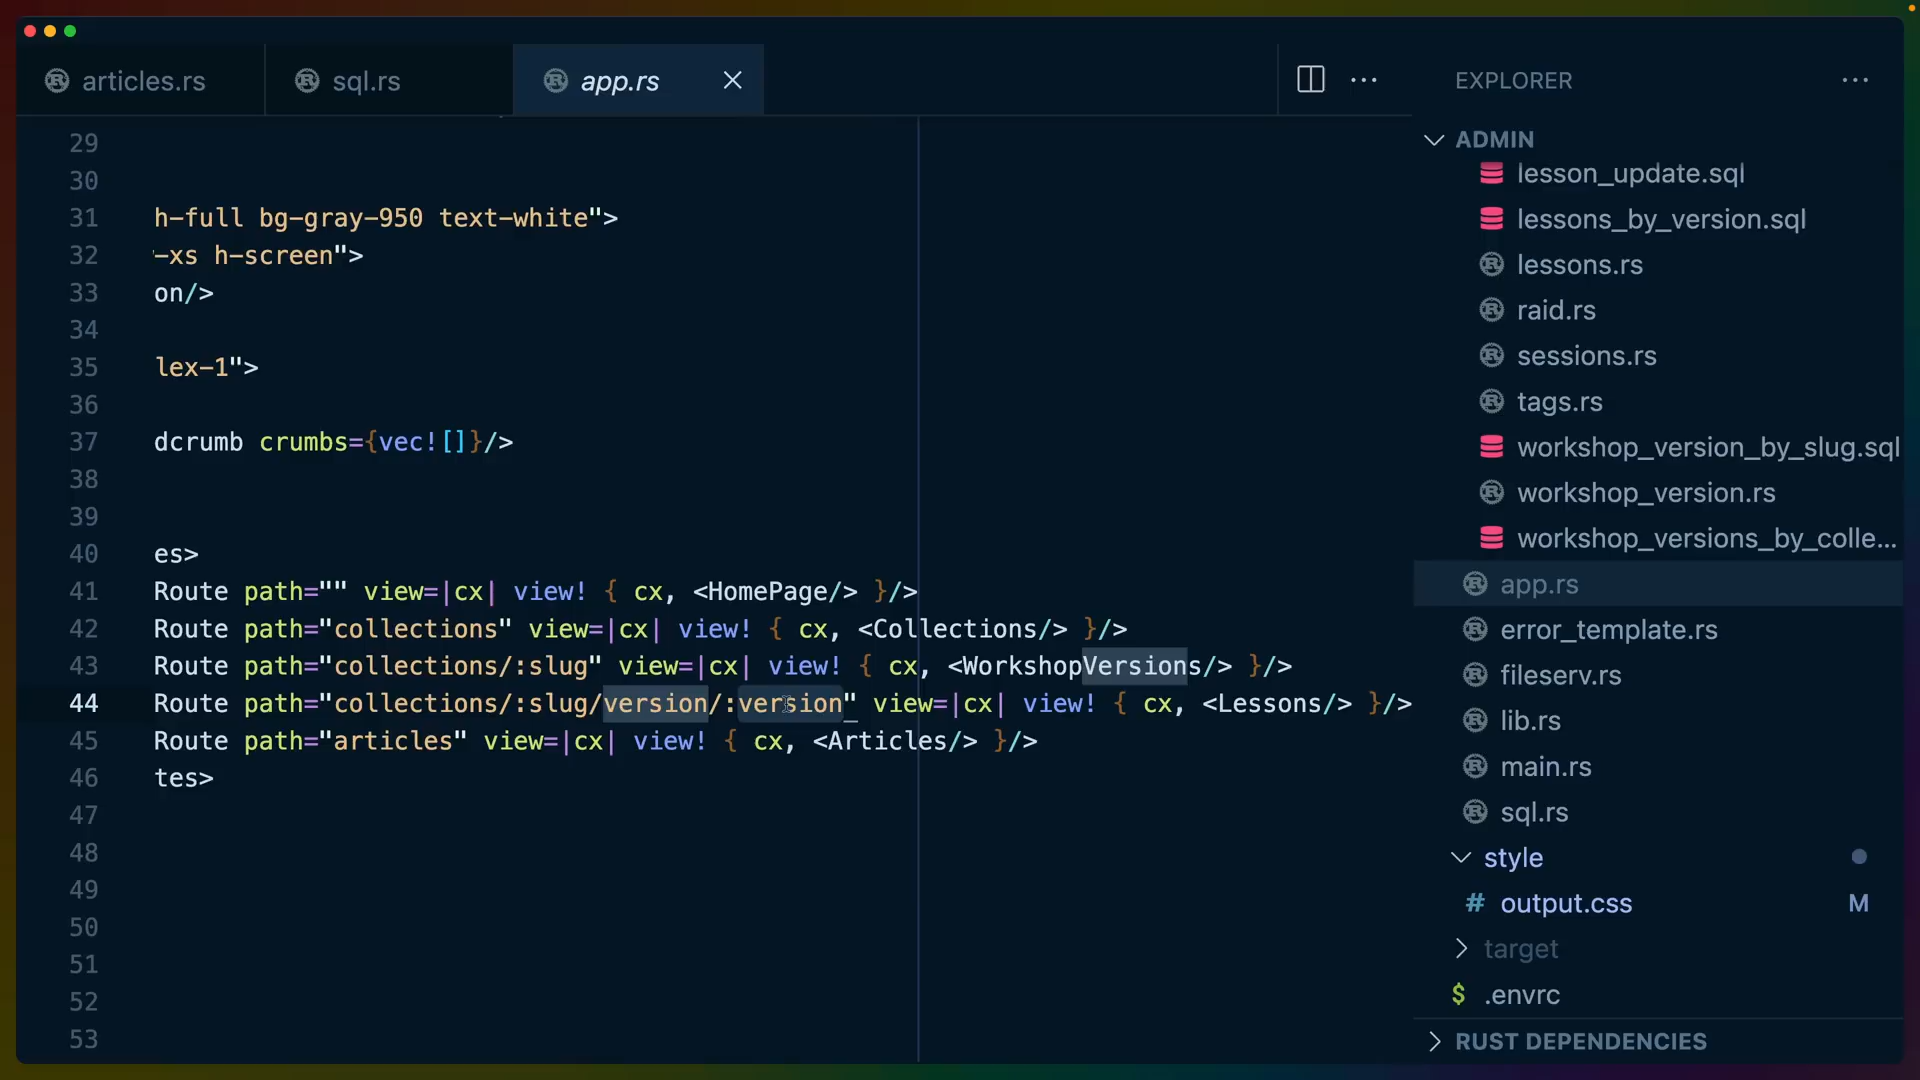 articles.rs
sql.rs
app.rs
EXPLORER
29
30
31 h-full bg-gray-950 text-white">
32 -xs h-screen">
33 on/>
34
35 lex-1">
36
37 dcrumb crumbs={vec![]}/>
38
39
40 es>
41 Route path="" view=|cx| view! { cx, <HomePage/> }/>
42 Route path="collections" view=|cx| view! { cx, <Collections/> }/>
43 Route path="collections/:slug" view=|cx| view! { cx, <WorkshopVersions/> }/>
44 Route path="collections/:slug/version/:version" view=|cx| view! { cx, <Lessons/> }/>
45 Route path="articles" view=|cx| view! { cx, <Articles/> }/>
46 tes>
47
48
49
50
51
52
53
ADMIN
lesson_update.sql
lessons_by_version.sql
lessons.rs
raid.rs
sessions.rs
tags.rs
workshop_version_by_slug.sql
workshop_version.rs
workshop_versions_by_colle...
app.rs
error_template.rs
fileserv.rs
lib.rs
main.rs
sql.rs
style
# output.css M
target
$ .envrc
RUST DEPENDENCIES